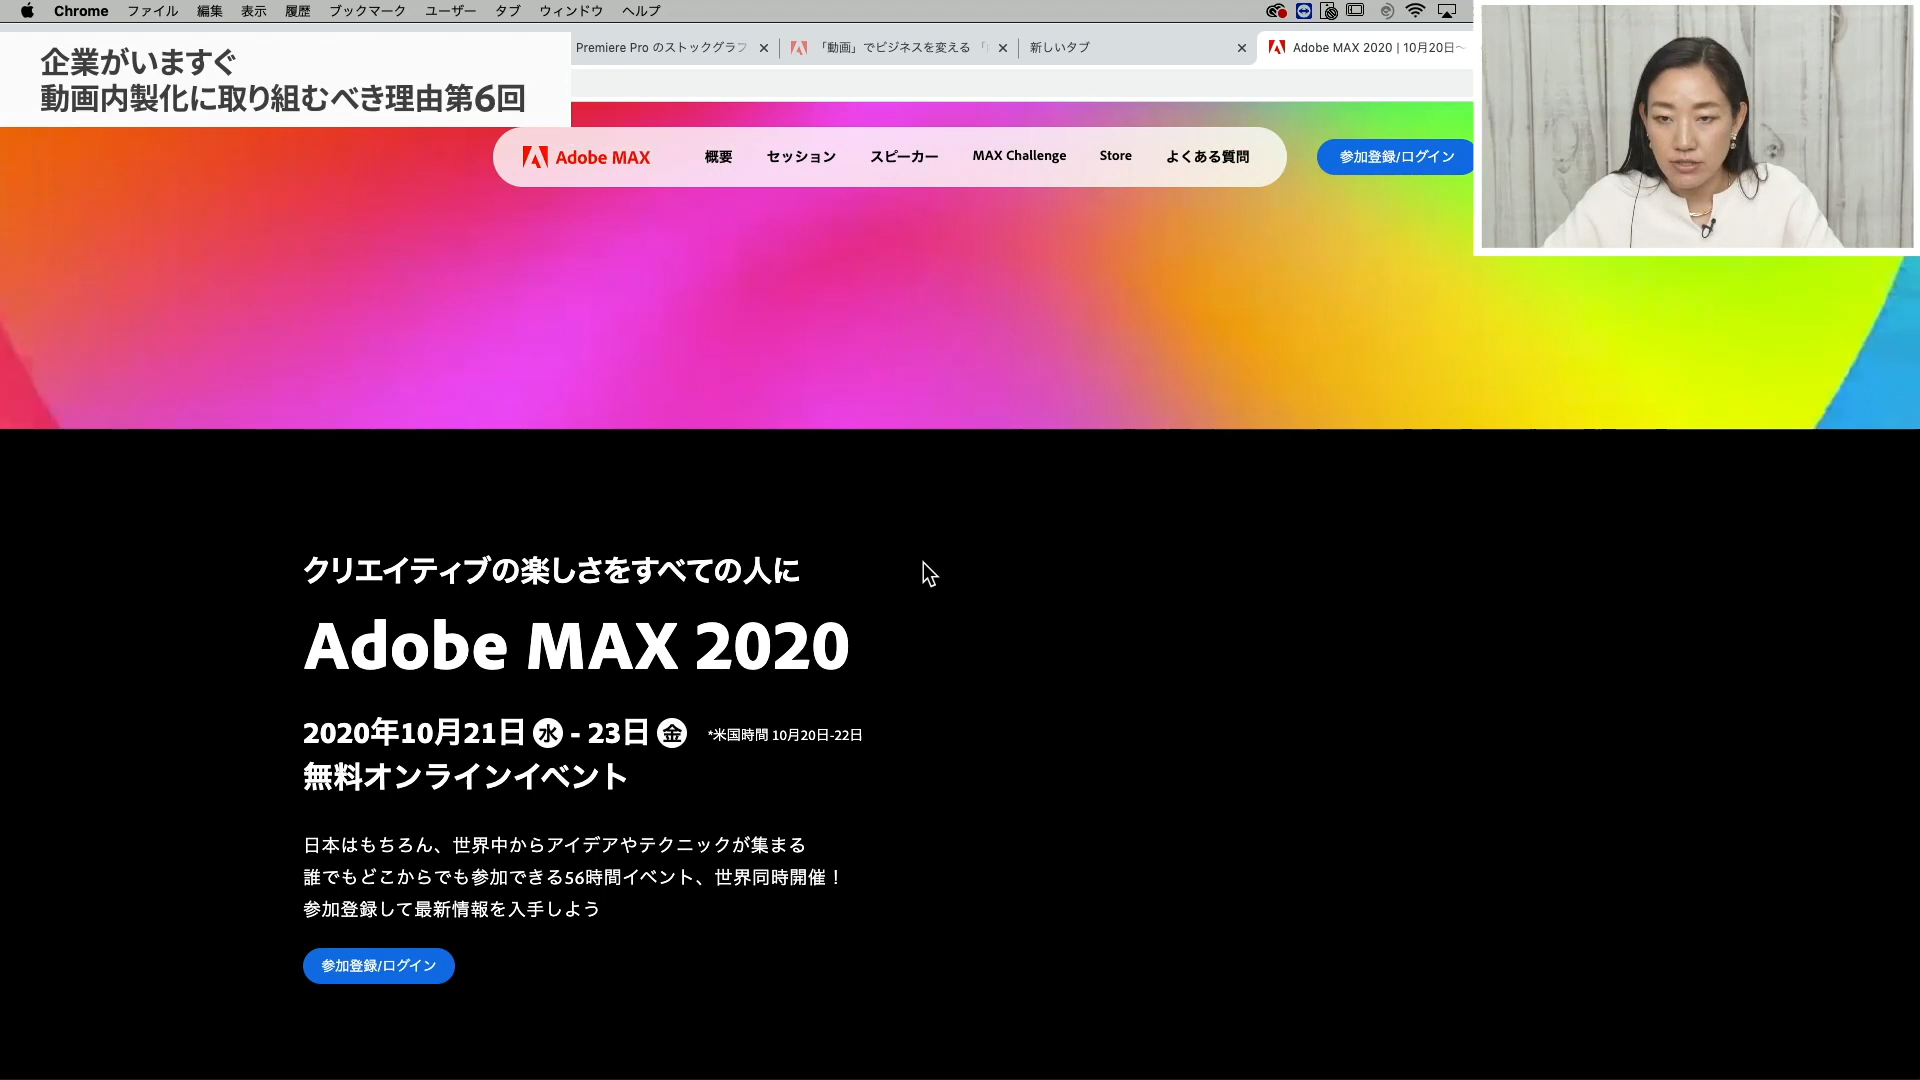 Chrome ファイル 編集 表示 履歴 ブックマーク ユーザー タブ ウィンドウ ヘルプ
企業がいますぐ
動画内製化に取り組むべき理由第6回
Premiere Pro のストックグラフ
「動画」でビジネスを変える
新しいタブ
Adobe MAX 2020 | 10月20日〜
Adobe MAX 概要 セッション スピーカー MAX Challenge Store よくある質問
参加登録/ログイン
クリエイティブの楽しさをすべての人に
Adobe MAX 2020
2020年10月21日 水 - 23日 金 *米国時間 10月20日-22日
無料オンラインイベント
日本はもちろん、世界中からアイデアやテクニックが集まる
誰でもどこからでも参加できる56時間イベント、世界同時開催！
参加登録して最新情報を入手しよう
参加登録/ログイン